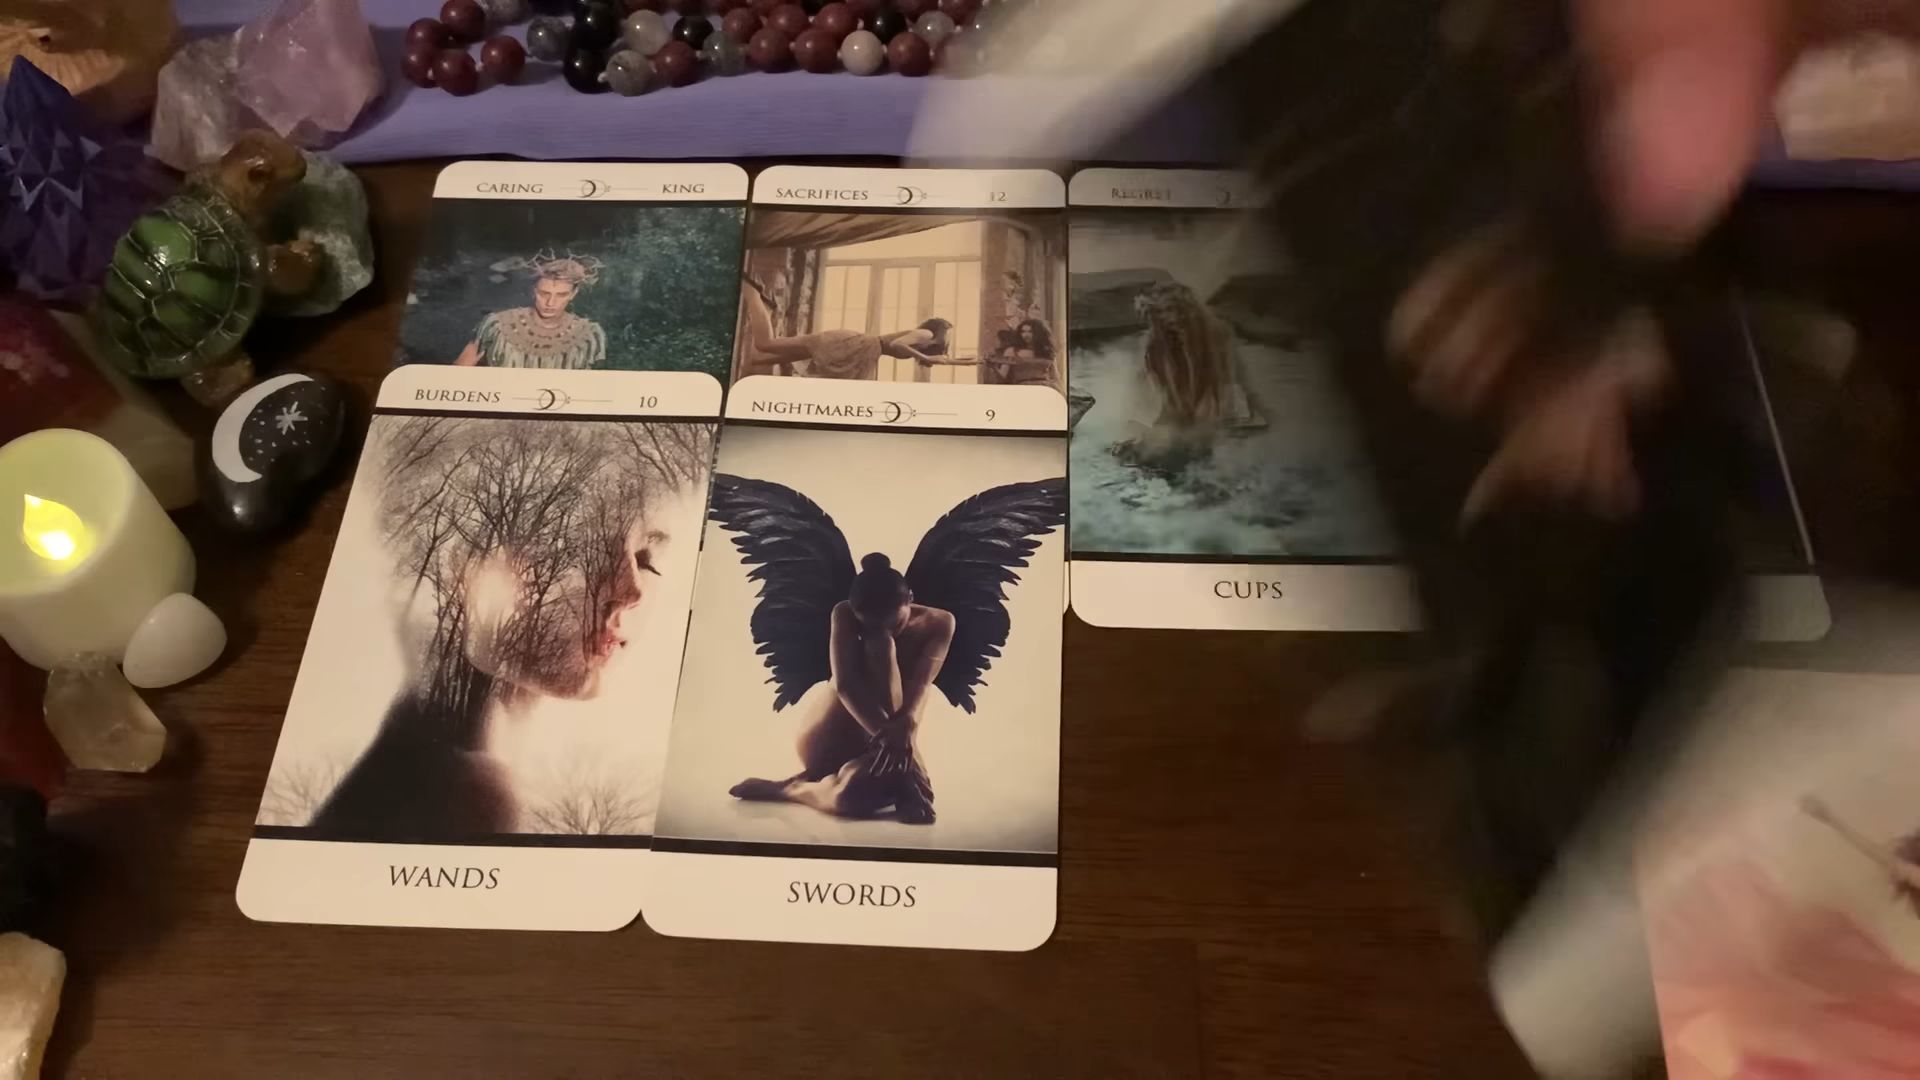 CARING KING
SACRIFICES 12
REGRET
BURDENS 10
NIGHTMARES 9
CUPS
WANDS
SWORDS